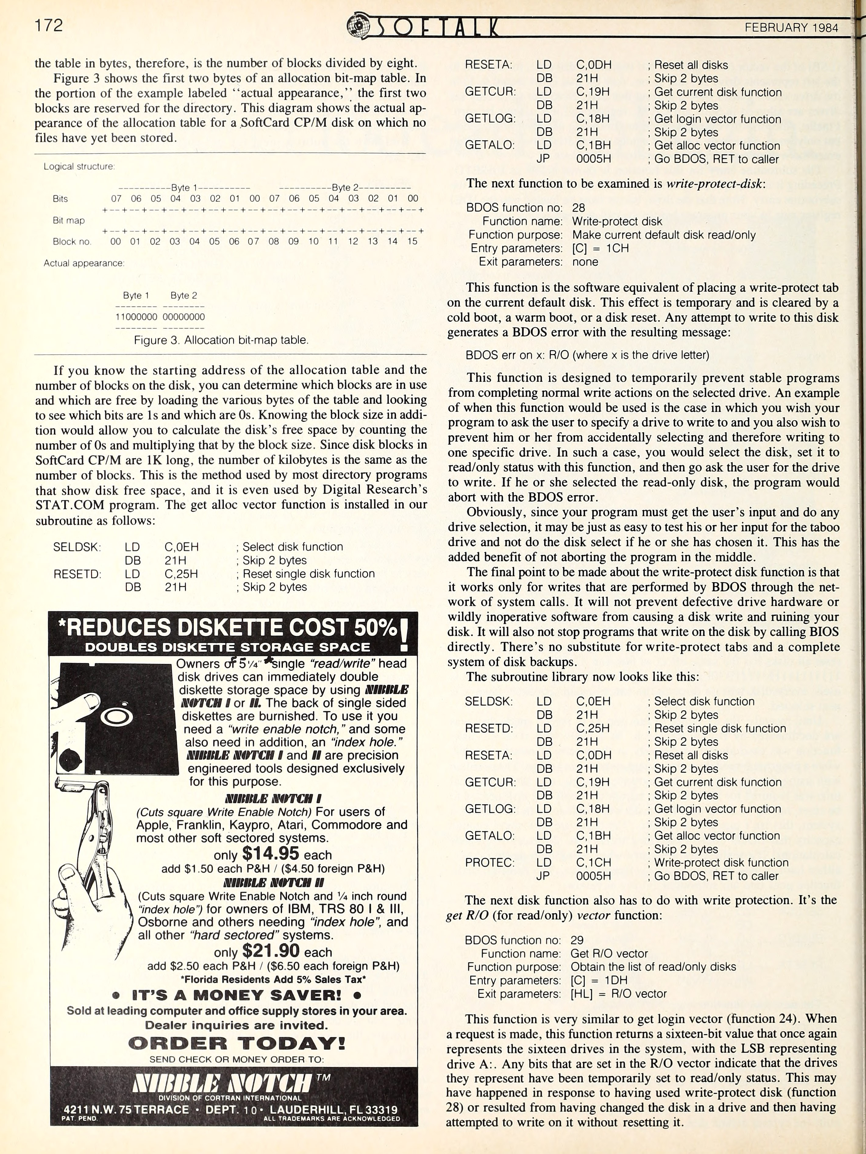 172
SOFTALK
FEBRUARY 1984
the table in bytes, therefore, is the number of blocks divided by eight.
Figure 3 shows the first two bytes of an allocation bit-map table. In
the portion of the example labeled "actual appearance," the first two
blocks are reserved for the directory. This diagram shows the actual ap-
pearance of the allocation table for a SoftCard CP/M disk on which no
files have yet been stored.
Logical structure:
----------Byte 1---------- ----------Byte 2----------
Bits 07 06 05 04 03 02 01 00 07 06 05 04 03 02 01 00
+--+--+--+--+--+--+--+--+--+--+--+--+--+--+--+--+
Bit map
+--+--+--+--+--+--+--+--+--+--+--+--+--+--+--+--+
Block no. 00 01 02 03 04 05 06 07 08 09 10 11 12 13 14 15
Actual appearance:
Byte 1 Byte 2
-------- --------
11000000 00000000
-------- --------
Figure 3. Allocation bit-map table.
If you know the starting address of the allocation table and the
number of blocks on the disk, you can determine which blocks are in use
and which are free by loading the various bytes of the table and looking
to see which bits are 1s and which are 0s. Knowing the block size in addi-
tion would allow you to calculate the disk's free space by counting the
number of 0s and multiplying that by the block size. Since disk blocks in
SoftCard CP/M are 1K long, the number of kilobytes is the same as the
number of blocks. This is the method used by most directory programs
that show disk free space, and it is even used by Digital Research's
STAT.COM program. The get alloc vector function is installed in our
subroutine as follows:
SELDSK: LD C,0EH ; Select disk function
DB 21H ; Skip 2 bytes
RESETD: LD C,25H ; Reset single disk function
DB 21H ; Skip 2 bytes
*REDUCES DISKETTE COST 50%!
DOUBLES DISKETTE STORAGE SPACE
Owners of 5¼" *single "read/write" head
disk drives can immediately double
diskette storage space by using NIBBLE
NOTCH I or II. The back of single sided
diskettes are burnished. To use it you
need a "write enable notch," and some
also need in addition, an "index hole."
NIBBLE NOTCH I and II are precision
engineered tools designed exclusively
for this purpose.
NIBBLE NOTCH I
(Cuts square Write Enable Notch) For users of
Apple, Franklin, Kaypro, Atari, Commodore and
most other soft sectored systems.
only $14.95 each
add $1.50 each P&H / ($4.50 foreign P&H)
NIBBLE NOTCH II
(Cuts square Write Enable Notch and ¼ inch round
"index hole") for owners of IBM, TRS 80 I & III,
Osborne and others needing "index hole", and
all other "hard sectored" systems.
only $21.90 each
add $2.50 each P&H / ($6.50 each foreign P&H)
*Florida Residents Add 5% Sales Tax*
• IT'S A MONEY SAVER! •
Sold at leading computer and office supply stores in your area.
Dealer inquiries are invited.
ORDER TODAY!
SEND CHECK OR MONEY ORDER TO:
NIBBLE NOTCH™
DIVISION OF CORTRAN INTERNATIONAL
4211 N.W. 75 TERRACE • DEPT. 10 • LAUDERHILL, FL 33319
PAT. PEND. ALL TRADEMARKS ARE ACKNOWLEDGED
RESETA: LD C,0DH ; Reset all disks
DB 21H ; Skip 2 bytes
GETCUR: LD C,19H ; Get current disk function
DB 21H ; Skip 2 bytes
GETLOG: LD C,18H ; Get login vector function
DB 21H ; Skip 2 bytes
GETALO: LD C,1BH ; Get alloc vector function
JP 0005H ; Go BDOS, RET to caller
The next function to be examined is write-protect-disk:
BDOS function no: 28
Function name: Write-protect disk
Function purpose: Make current default disk read/only
Entry parameters: [C] = 1CH
Exit parameters: none
This function is the software equivalent of placing a write-protect tab
on the current default disk. This effect is temporary and is cleared by a
cold boot, a warm boot, or a disk reset. Any attempt to write to this disk
generates a BDOS error with the resulting message:
BDOS err on x: R/O (where x is the drive letter)
This function is designed to temporarily prevent stable programs
from completing normal write actions on the selected drive. An example
of when this function would be used is the case in which you wish your
program to ask the user to specify a drive to write to and you also wish to
prevent him or her from accidentally selecting and therefore writing to
one specific drive. In such a case, you would select the disk, set it to
read/only status with this function, and then go ask the user for the drive
to write. If he or she selected the read-only disk, the program would
abort with the BDOS error.
Obviously, since your program must get the user's input and do any
drive selection, it may be just as easy to test his or her input for the taboo
drive and not do the disk select if he or she has chosen it. This has the
added benefit of not aborting the program in the middle.
The final point to be made about the write-protect disk function is that
it works only for writes that are performed by BDOS through the net-
work of system calls. It will not prevent defective drive hardware or
wildly inoperative software from causing a disk write and ruining your
disk. It will also not stop programs that write on the disk by calling BIOS
directly. There's no substitute for write-protect tabs and a complete
system of disk backups.
The subroutine library now looks like this:
SELDSK: LD C,0EH ; Select disk function
DB 21H ; Skip 2 bytes
RESETD: LD C,25H ; Reset single disk function
DB 21H ; Skip 2 bytes
RESETA: LD C,0DH ; Reset all disks
DB 21H ; Skip 2 bytes
GETCUR: LD C,19H ; Get current disk function
DB 21H ; Skip 2 bytes
GETLOG: LD C,18H ; Get login vector function
DB 21H ; Skip 2 bytes
GETALO: LD C,1BH ; Get alloc vector function
DB 21H ; Skip 2 bytes
PROTEC: LD C,1CH ; Write-protect disk function
JP 0005H ; Go BDOS, RET to caller
The next disk function also has to do with write protection. It's the
get R/O (for read/only) vector function:
BDOS function no: 29
Function name: Get R/O vector
Function purpose: Obtain the list of read/only disks
Entry parameters: [C] = 1DH
Exit parameters: [HL] = R/O vector
This function is very similar to get login vector (function 24). When
a request is made, this function returns a sixteen-bit value that once again
represents the sixteen drives in the system, with the LSB representing
drive A:. Any bits that are set in the R/O vector indicate that the drives
they represent have been temporarily set to read/only status. This may
have happened in response to having used write-protect disk (function
28) or resulted from having changed the disk in a drive and then having
attempted to write on it without resetting it.